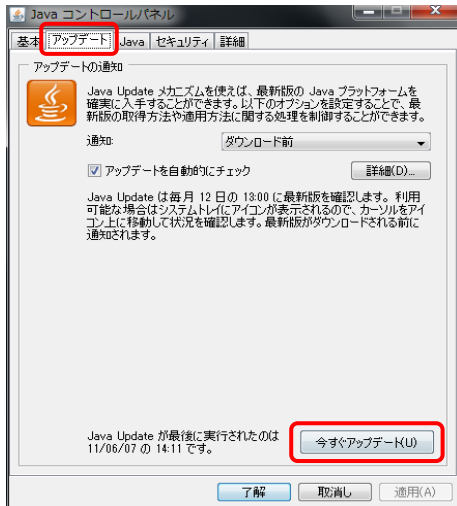 Java コントロールパネル
基本 アップデート Java セキュリティ 詳細
アップデートの通知
Java Update メカニズムを使えば、最新版の Java プラットフォームを
確実に入手することができます。以下のオプションを設定することで、最
新版の取得方法や適用方法に関する処理を制御することができます。
通知: ダウンロード前
アップデートを自動的にチェック 詳細(D)...
Java Update は毎月 12 日の 13:00 に最新版を確認します。利用
可能な場合はシステムトレイにアイコンが表示されるので、カーソルをアイ
コン上に移動して状況を確認します。最新版がダウンロードされる前に
通知されます。
Java Update が最後に実行されたのは
11/06/07 の 14:11 です。
今すぐアップデート(U)
了解 取消し 適用(A)